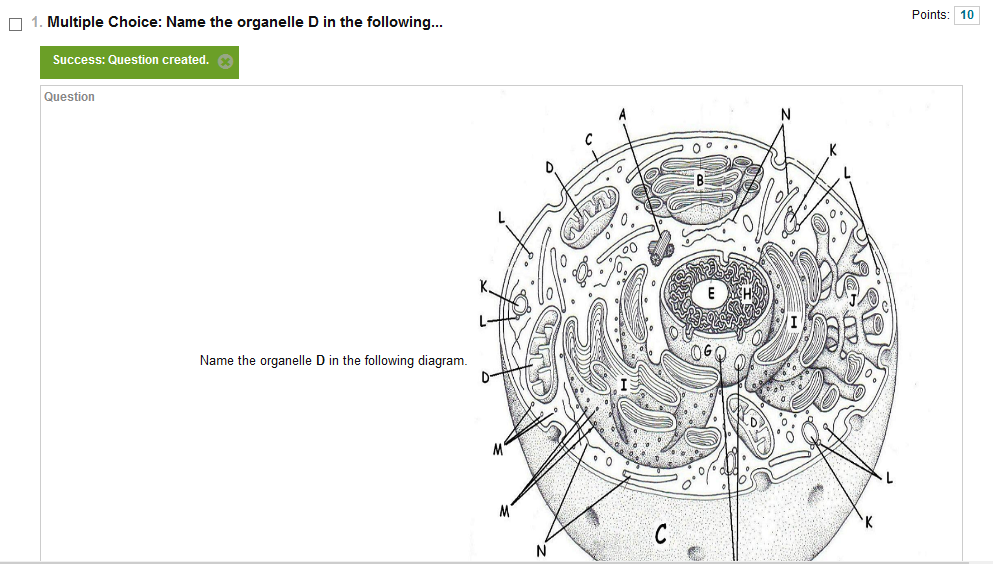 Points: 10
1. Multiple Choice: Name the organelle D in the following...
Success: Question created.
Question
A
N
C
K
D
B
L
L
E
H
K
J
L
I
G
Name the organelle D in the following diagram.
D
I
D
M
L
M
K
C
N